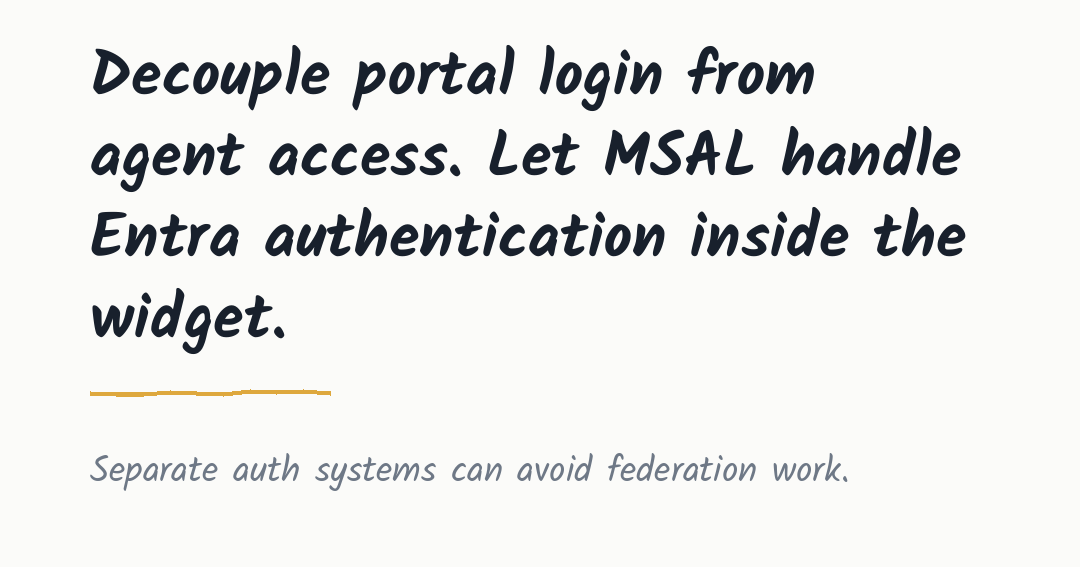 Decouple portal login from
agent access. Let MSAL handle
Entra authentication inside the
widget.
Separate auth systems can avoid federation work.